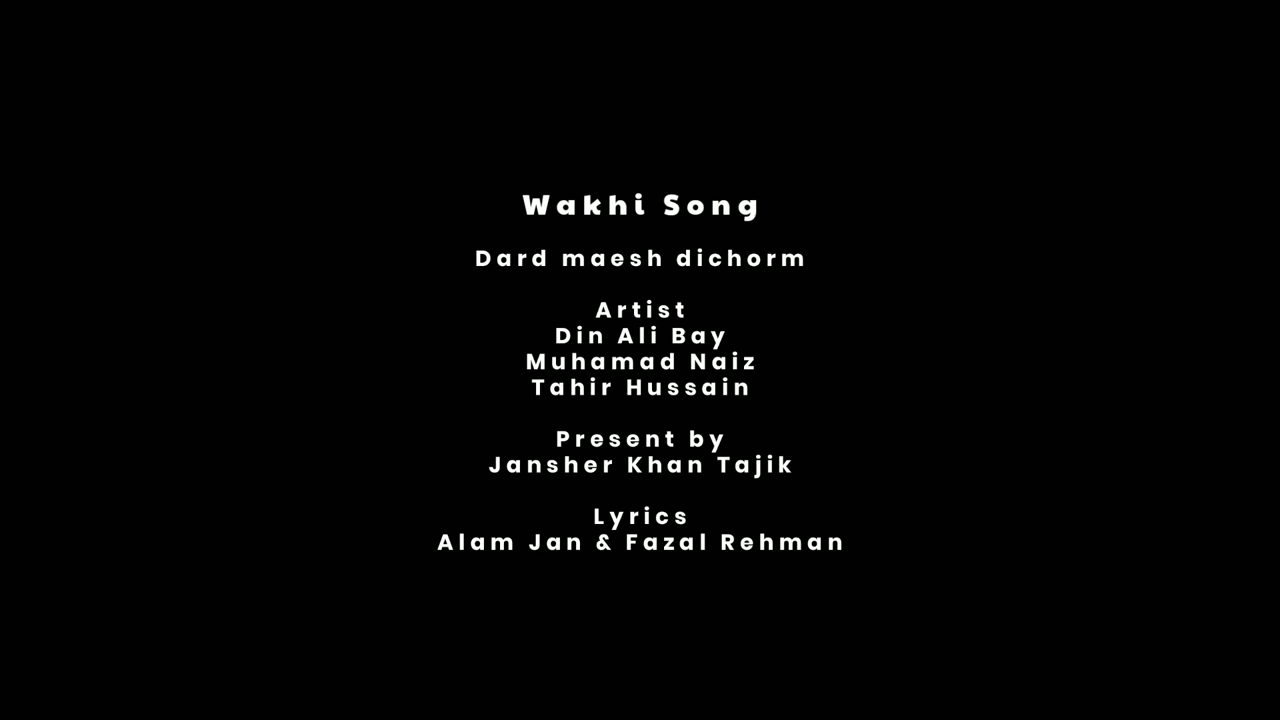 Wakhi Song
Dard maesh dichorm
Artist
Din Ali Bay
Muhamad Naiz
Tahir Hussain
Present by
Jansher Khan Tajik
Lyrics
Alam Jan & Fazal Rehman